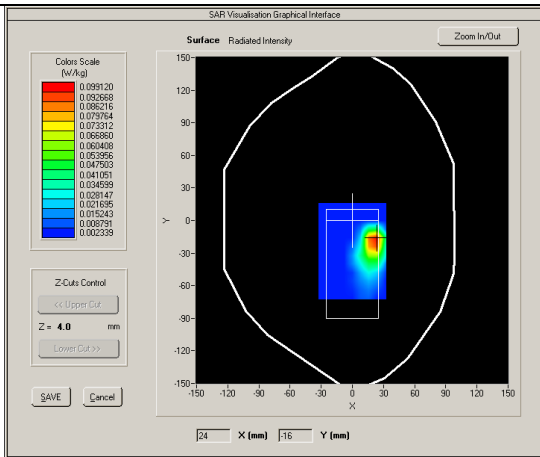 SAR Visualisation Graphical Interface
Surface Radiated Intensity
Zoom In/Out
Colors Scale
(W/kg)
0.099120
0.092668
0.086216
0.079764
0.073312
0.066860
0.060408
0.053956
0.047503
0.041051
0.034599
0.028147
0.021695
0.015243
0.008791
0.002339
Z-Cuts Control
<< Upper Cut
Z = 4.0 mm
Lower Cut >>
SAVE
Cancel
150
120
90
60
30
0
-30
-60
-90
-120
-150
Y
-150 -120 -90 -60 -30 0 30 60 90 120 150
X
24 X (mm) -16 Y (mm)